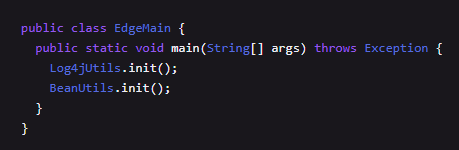 public class EdgeMain {
  public static void main(String[] args) throws Exception {
    Log4jUtils.init();
    BeanUtils.init();
  }
}